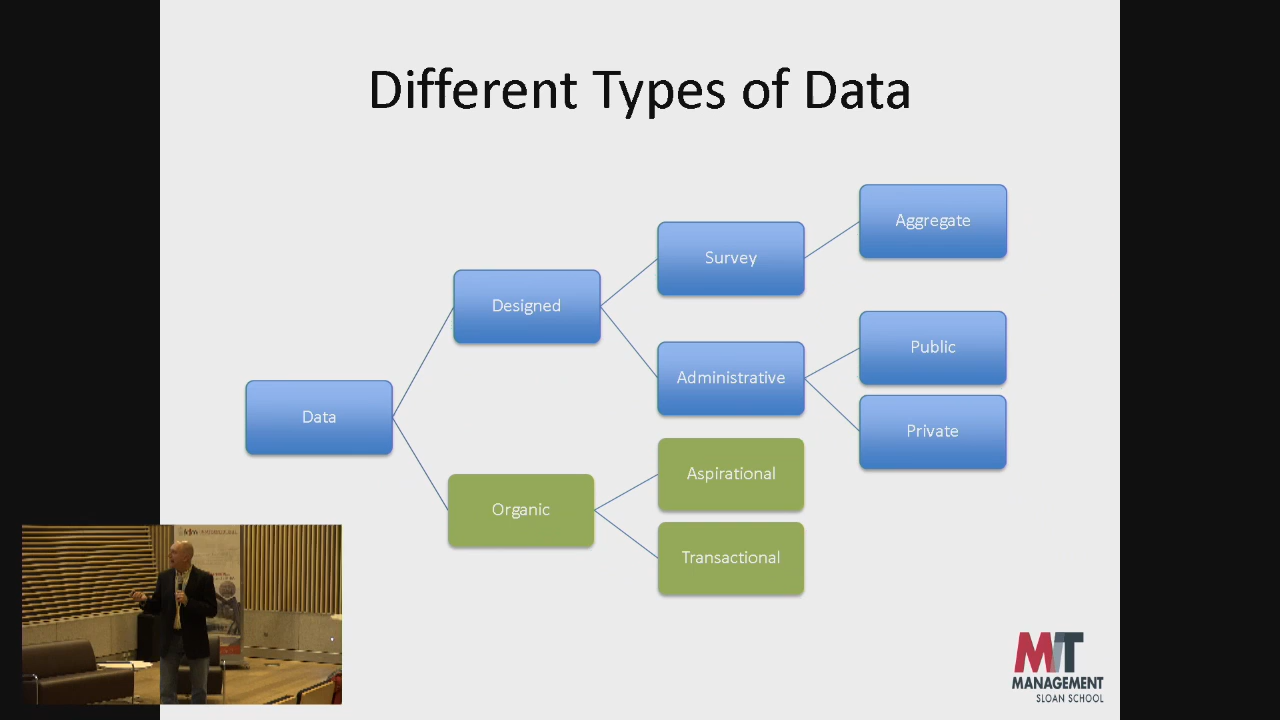 Different Types of Data
Aggregate
Survey
Designed
Public
Administrative
Data
Private
Aspirational
Organic
Transactional
MIT
MANAGEMENT
SLOAN SCHOOL